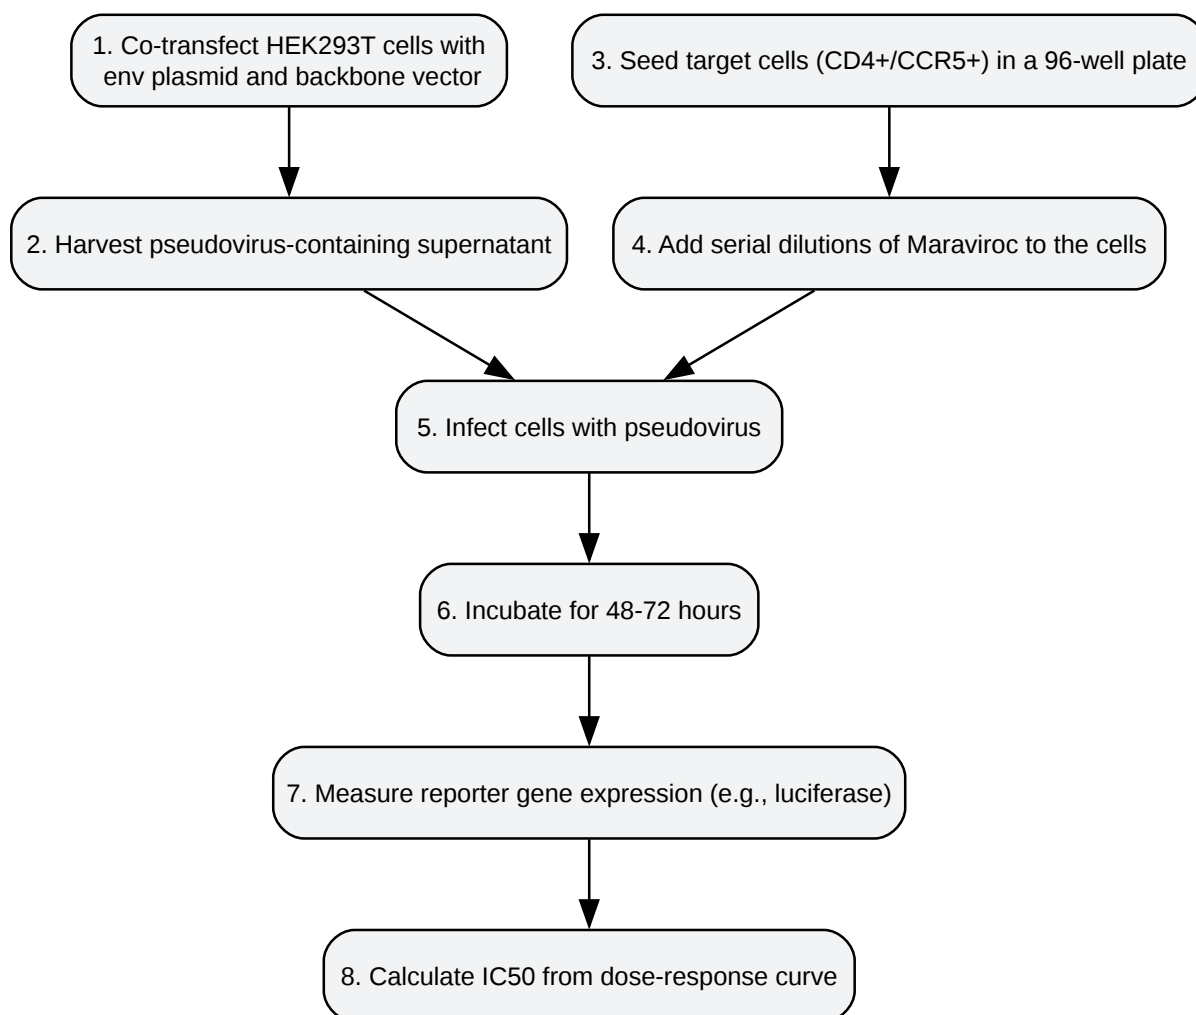 1. Co-transfect HEK293T cells with
env plasmid and backbone vector
3. Seed target cells (CD4+/CCR5+) in a 96-well plate
2. Harvest pseudovirus-containing supernatant
4. Add serial dilutions of Maraviroc to the cells
5. Infect cells with pseudovirus
6. Incubate for 48-72 hours
7. Measure reporter gene expression (e.g., luciferase)
8. Calculate IC50 from dose-response curve